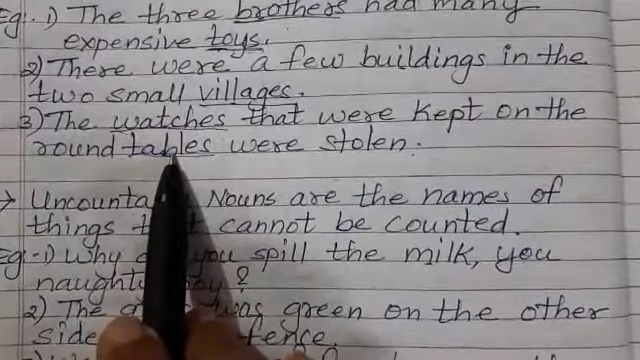 Eg:- 1) The three brothers had many
expensive toys.
2) There were a few buildings in the
two small villages.
3) The watches that were kept on the
round tables were stolen.
→ Nouns are the names of
things cannot be counted.
Eg:-1) Why you spill the milk, you
naughty ?
2) The was green on the other
side fence.